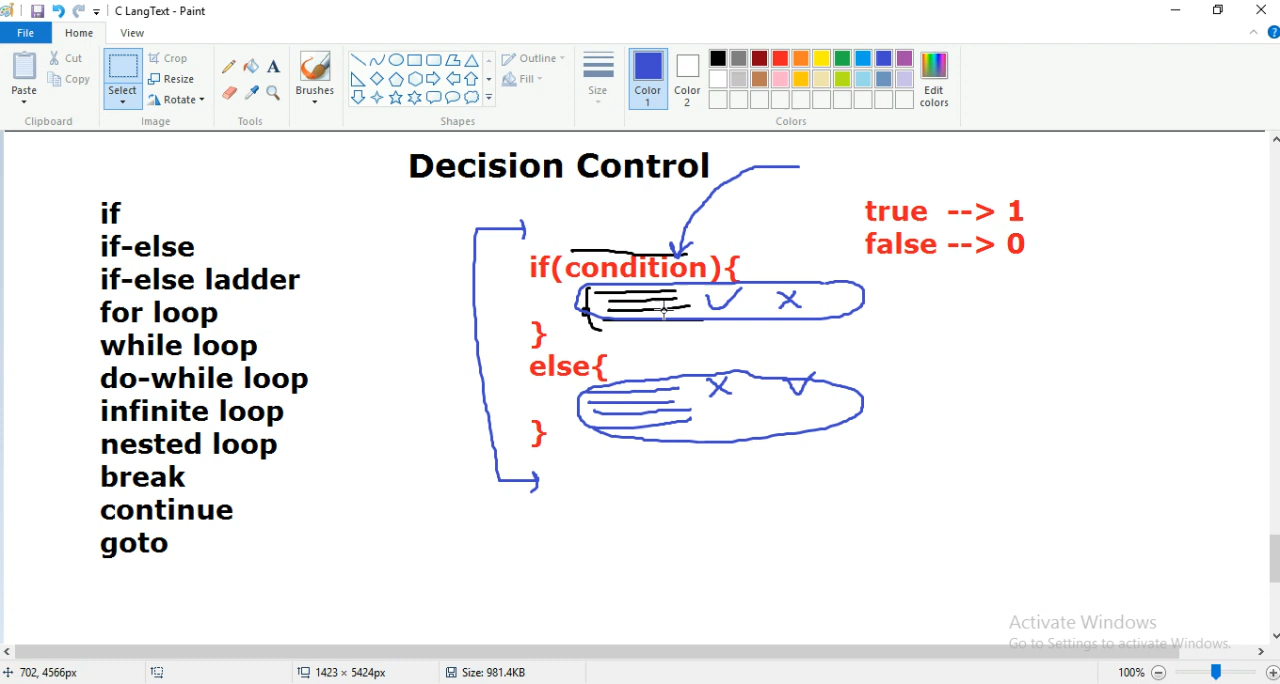 C LangText - Paint
File
Home
View
Paste
Cut
Copy
Clipboard
Select
Crop
Resize
Rotate
Image
Tools
Brushes
Outline
Fill
Shapes
Size
Color 1
Color 2
Edit colors
Colors
Decision Control
if
if-else
if-else ladder
for loop
while loop
do-while loop
infinite loop
nested loop
break
continue
goto
if(condition){
}
else{
}
true --> 1
false --> 0
Activate Windows
Go to Settings to activate Windows.
702, 4566px
1423 × 5424px
Size: 981.4KB
100%